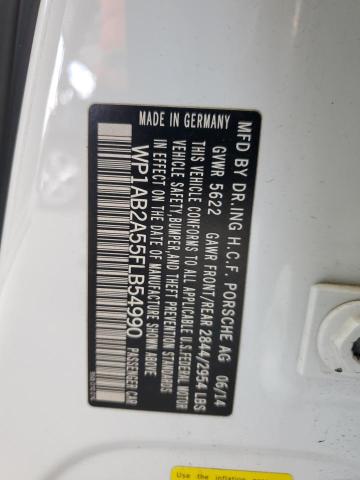 MFD BY DR.ING H.C.F. PORSCHE AG 06/14
GVWR 5622 GAWR FRONT/REAR 2844/2954 LBS
MADE IN GERMANY THIS VEHICLE CONFORMS TO ALL APPLICABLE U.S.FEDERAL MOTOR
VEHICLE SAFETY,BUMPER,AND THEFT PREVENTION STANDARDS
IN EFFECT ON THE DATE OF MANUFACTURE SHOWN ABOVE
WP1AB2A55FLB54990 PASSENGER CAR
Use the inflation